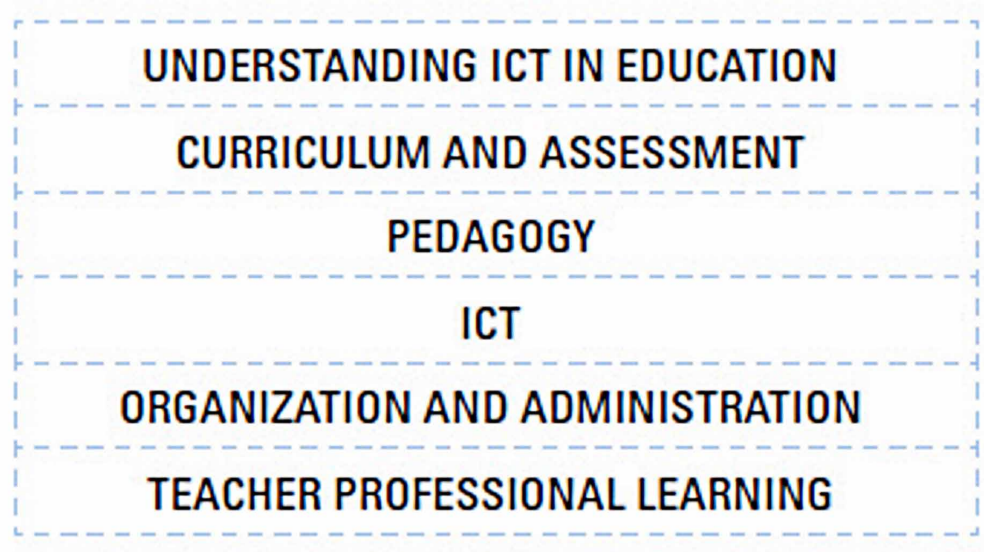 UNDERSTANDING ICT IN EDUCATION
CURRICULUM AND ASSESSMENT
PEDAGOGY
ICT
ORGANIZATION AND ADMINISTRATION
TEACHER PROFESSIONAL LEARNING